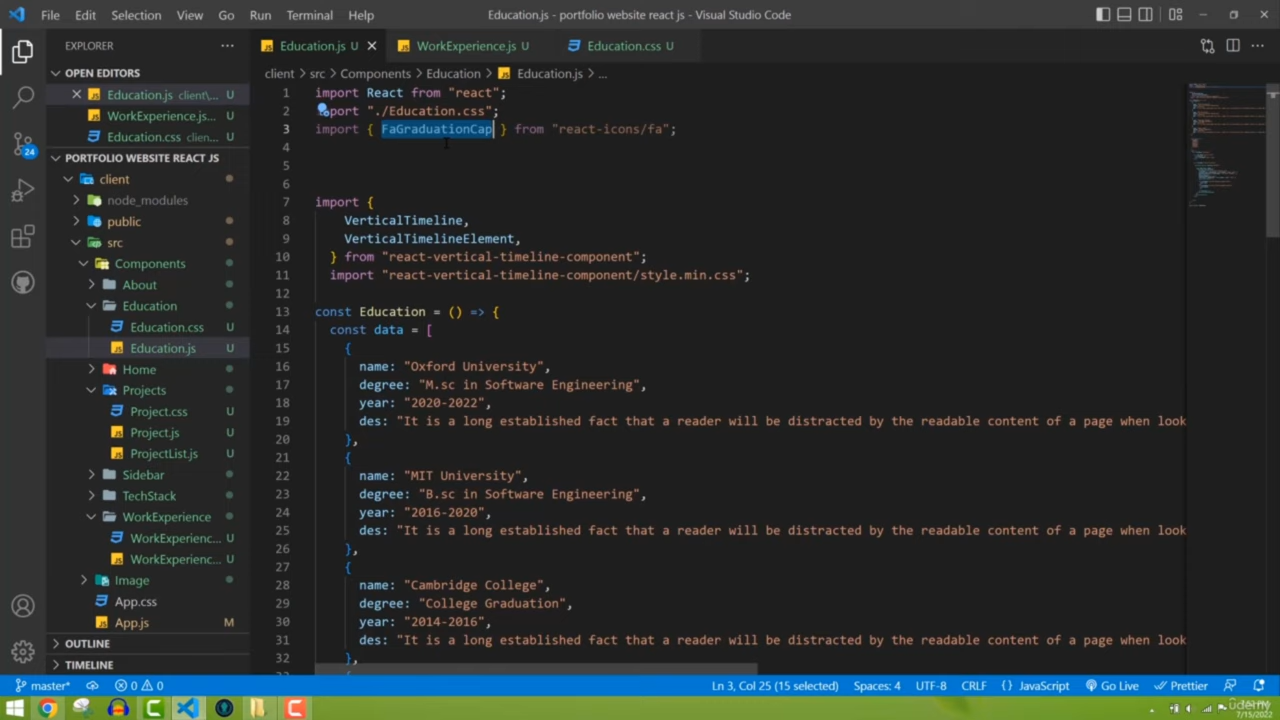 File Edit Selection View Go Run Terminal Help
Education.js - portfolio website react js - Visual Studio Code
EXPLORER
Education.js U
WorkExperience.js U
Education.css U
OPEN EDITORS
client > src > Components > Education > Education.js > ...
Education.js client\... U
WorkExperience.js... U
Education.css clien... U
PORTFOLIO WEBSITE REACT JS
client
node_modules
public
src
Components
About
Education
Education.css U
Education.js U
Home
Projects
Project.css U
Project.js U
ProjectList.js U
Sidebar
TechStack
WorkExperience
WorkExperienc... U
WorkExperienc... U
Image
App.css
App.js M
OUTLINE
TIMELINE
24
1 import React from "react";
2 port "./Education.css";
3 import { FaGraduationCap } from "react-icons/fa";
4
5
6
7 import {
8 VerticalTimeline,
9 VerticalTimelineElement,
10 } from "react-vertical-timeline-component";
11 import "react-vertical-timeline-component/style.min.css";
12
13 const Education = () => {
14 const data = [
15 {
16 name: "Oxford University",
17 degree: "M.sc in Software Engineering",
18 year: "2020-2022",
19 des: "It is a long established fact that a reader will be distracted by the readable content of a page when look
20 },
21 {
22 name: "MIT University",
23 degree: "B.sc in Software Engineering",
24 year: "2016-2020",
25 des: "It is a long established fact that a reader will be distracted by the readable content of a page when look
26 },
27 {
28 name: "Cambridge College",
29 degree: "College Graduation",
30 year: "2014-2016",
31 des: "It is a long established fact that a reader will be distracted by the readable content of a page when look
32 },
master* 0 0
Ln 3, Col 25 (15 selected) Spaces: 4 UTF-8 CRLF {} JavaScript Go Live Prettier
udemy
7/15/2022